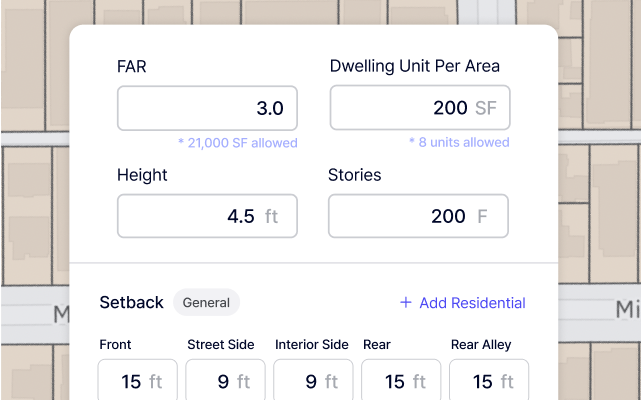 FAR
Dwelling Unit Per Area
3.0
200 SF
* 21,000 SF allowed
* 8 units allowed
Height
Stories
4.5 ft
200 F
Setback
General
+ Add Residential
M
Mi
Front
Street Side
Interior Side
Rear
Rear Alley
15 ft
9 ft
9 ft
15 ft
15 ft